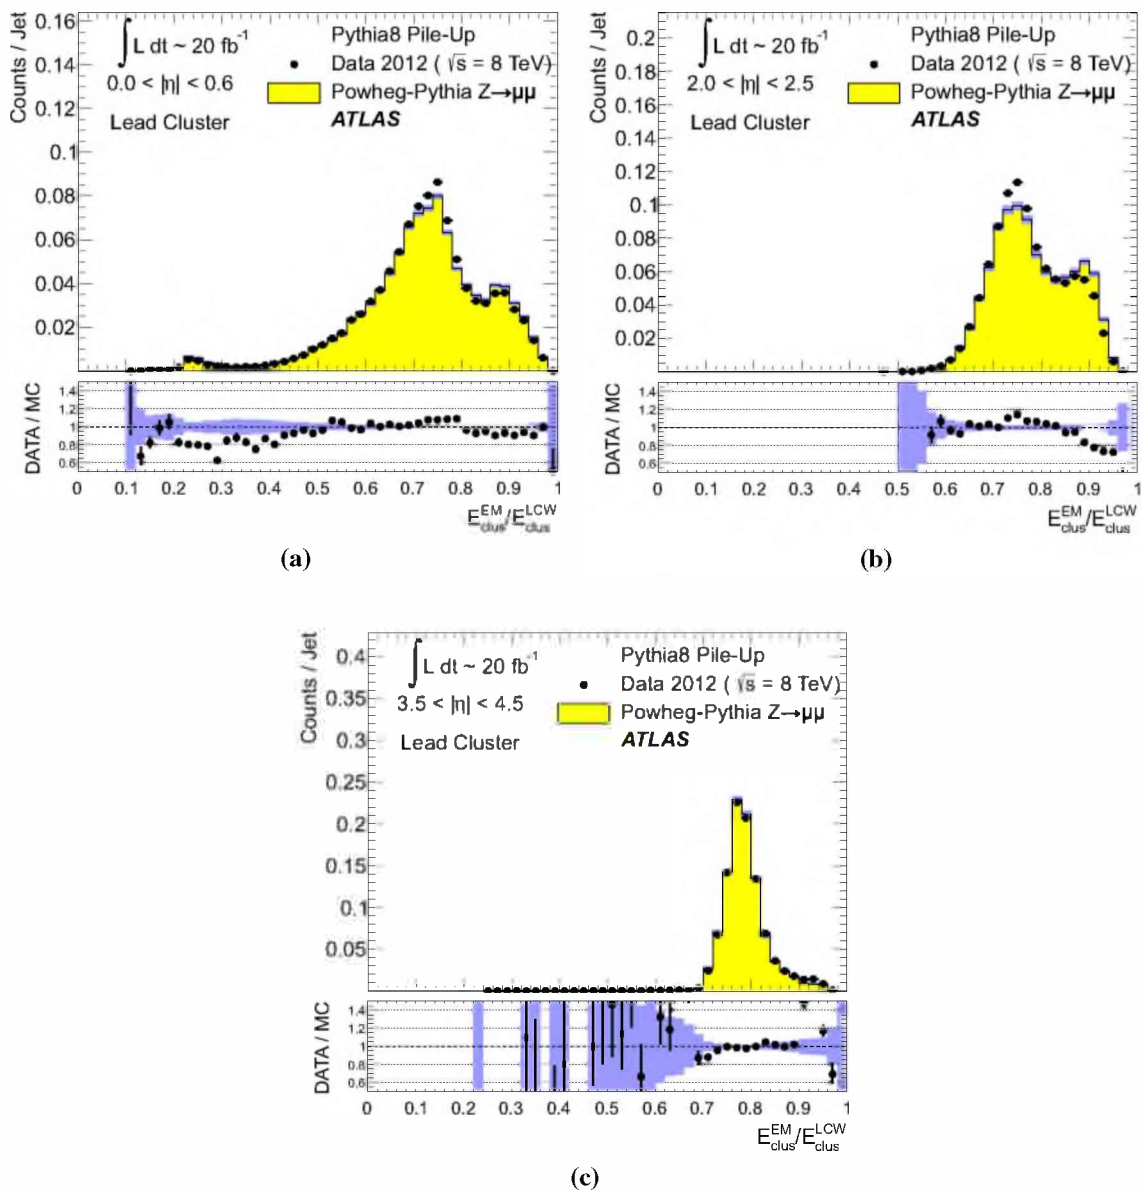 Counts / Jet
0.16
0.14
0.12
0.1
0.08
0.06
0.04
0.02
∫L dt ~ 20 fb⁻¹
0.0 < |η| < 0.6
Lead Cluster
Pythia8 Pile-Up
Data 2012 ( √s = 8 TeV)
Powheg-Pythia Z→μμ
ATLAS
DATA / MC
1.4
1.2
1
0.8
0.6
0 0.1 0.2 0.3 0.4 0.5 0.6 0.7 0.8 0.9 1
E_clus^EM/E_clus^LCW
(a)
Counts / Jet
0.2
0.18
0.16
0.14
0.12
0.1
0.08
0.06
0.04
0.02
∫L dt ~ 20 fb⁻¹
2.0 < |η| < 2.5
Lead Cluster
Pythia8 Pile-Up
Data 2012 ( √s = 8 TeV)
Powheg-Pythia Z→μμ
ATLAS
DATA / MC
1.4
1.2
1
0.8
0.6
0 0.1 0.2 0.3 0.4 0.5 0.6 0.7 0.8 0.9 1
E_clus^EM/E_clus^LCW
(b)
Counts / Jet
0.4
0.35
0.3
0.25
0.2
0.15
0.1
0.05
∫L dt ~ 20 fb⁻¹
3.5 < |η| < 4.5
Lead Cluster
Pythia8 Pile-Up
Data 2012 ( √s = 8 TeV)
Powheg-Pythia Z→μμ
ATLAS
DATA / MC
1.4
1.2
1
0.8
0.6
0 0.1 0.2 0.3 0.4 0.5 0.6 0.7 0.8 0.9 1
E_clus^EM/E_clus^LCW
(c)